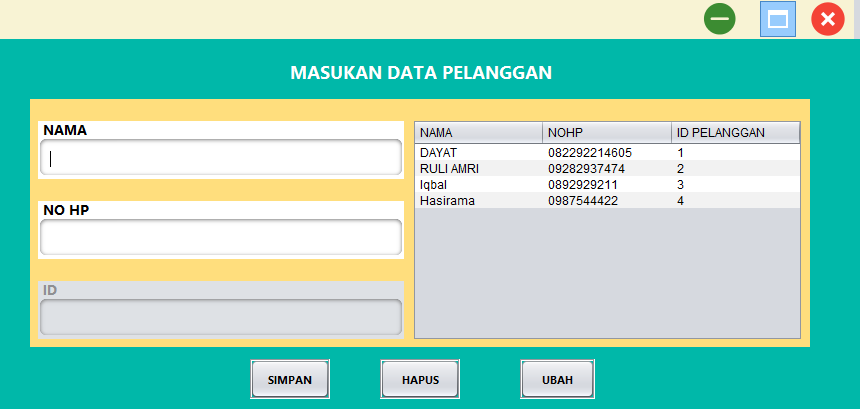 MASUKAN DATA PELANGGAN
NAMA
NO HP
ID
NAMA NOHP ID PELANGGAN
DAYAT 082292214605 1
RULI AMRI 09282937474 2
Iqbal 0892929211 3
Hasirama 0987544422 4
SIMPAN HAPUS UBAH